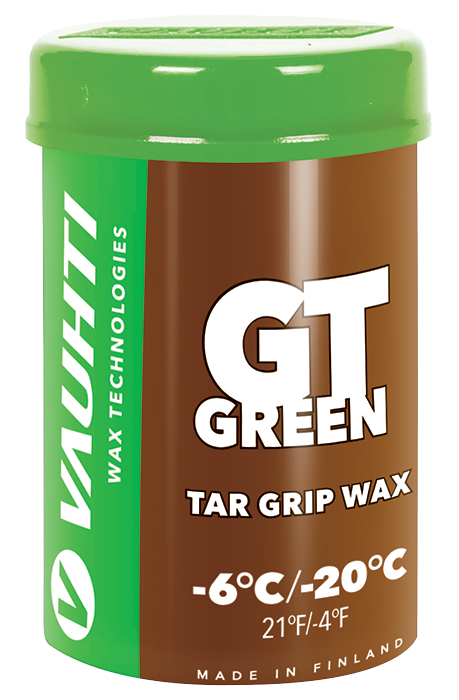 VAUHTI
WAX TECHNOLOGIES
GT
GREEN
TAR GRIP WAX
-6°C/-20°C
21°F/-4°F
MADE IN FINLAND